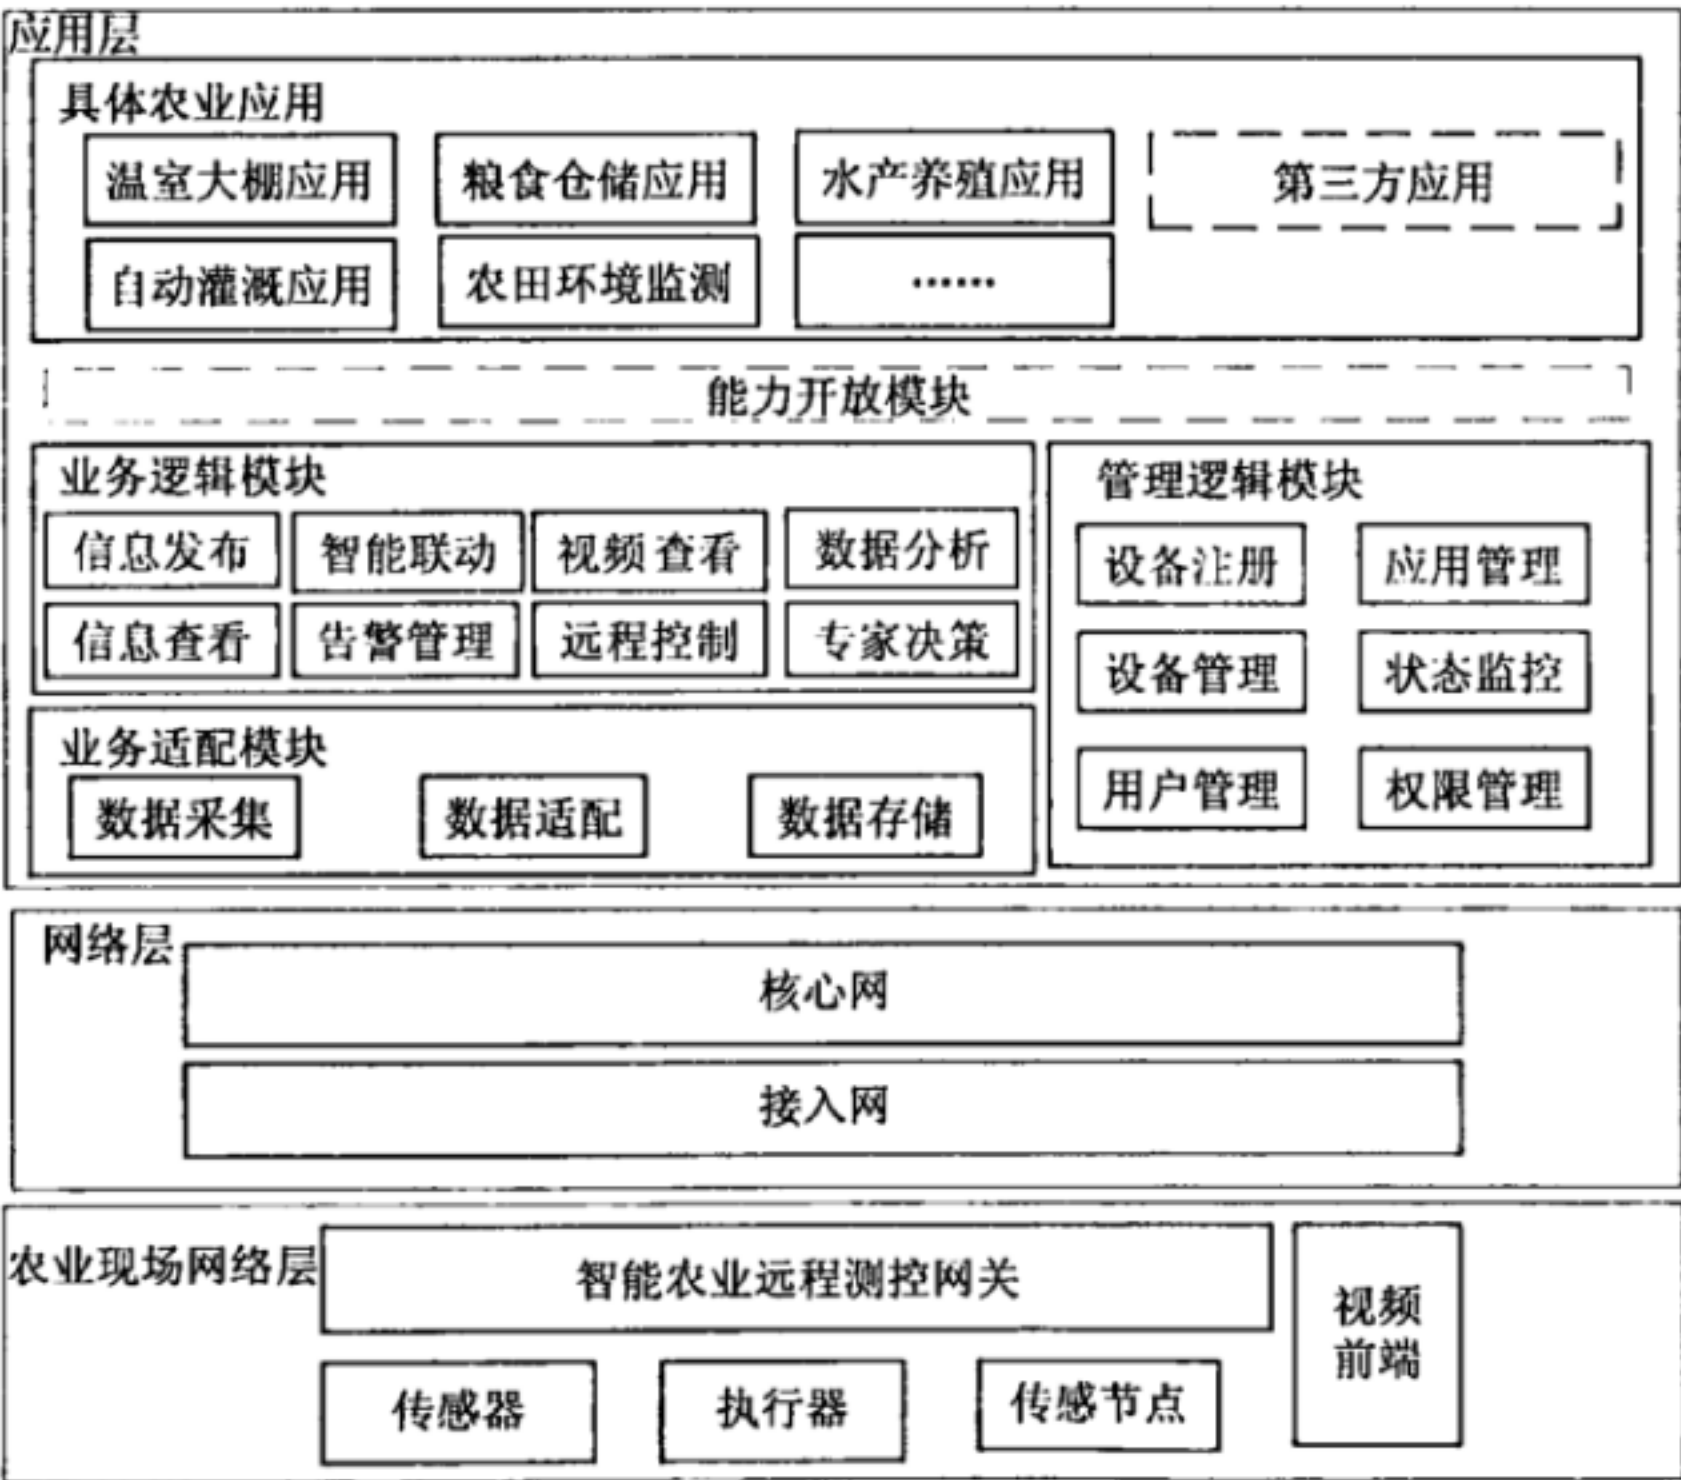 应用层
具体农业应用
温室大棚应用 粮食仓储应用 水产养殖应用 第三方应用
自动灌溉应用 农田环境监测 ……
能力开放模块
业务逻辑模块
信息发布 智能联动 视频查看 数据分析
信息查看 告警管理 远程控制 专家决策
业务适配模块
数据采集 数据适配 数据存储
管理逻辑模块
设备注册 应用管理
设备管理 状态监控
用户管理 权限管理
网络层
核心网
接入网
农业现场网络层
智能农业远程测控网关
传感器 执行器 传感节点
视频
前端